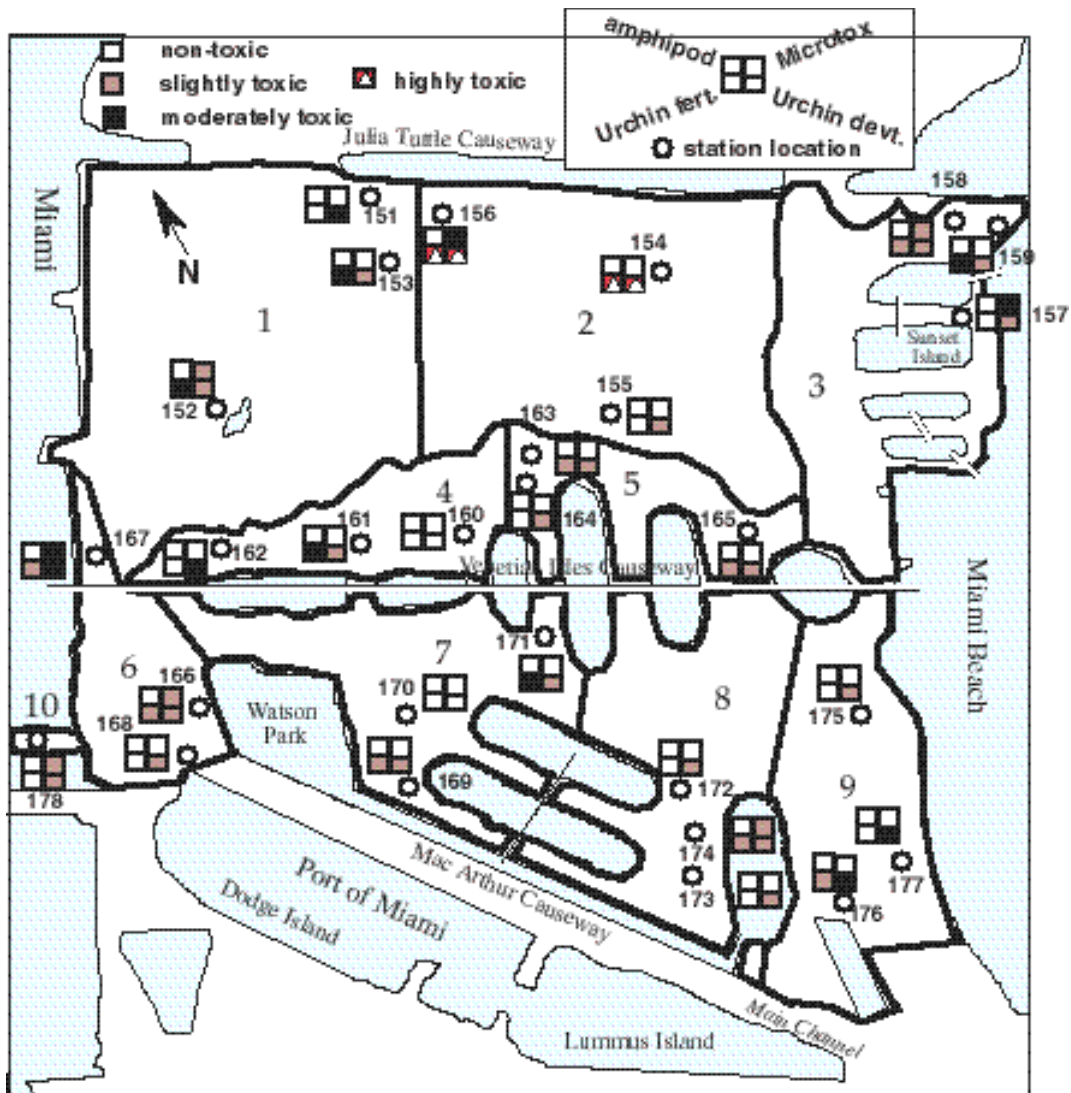 non-toxic
slightly toxic
highly toxic
moderately toxic
amphipod
Microtox
Urchin fert.
Urchin devt.
station location
Julia Tuttle Causeway
Miami
N
158
151
156
154
153
159
1
2
157
Sunset
Island
3
155
152
163
4
5
167
161
160
164
165
162
Venetian Isles Causeway
Miami Beach
171
6
7
166
8
170
10
Watson
Park
175
168
169
172
9
178
174
Mac Arthur Causeway
Port of Miami
173
177
Dodge Island
176
Main Channel
Lummus Island